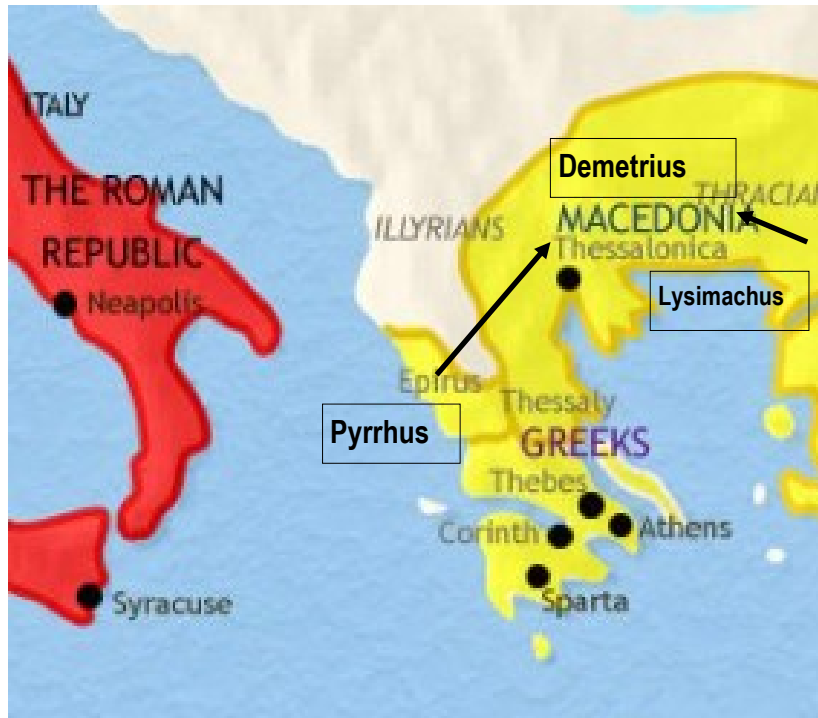 ITALY
THE ROMAN
REPUBLIC
Neapolis
Syracuse
ILLYRIANS
Demetrius
THRACIAN
MACEDONIA
Thessalonica
Lysimachus
Epirus
Pyrrhus
Thessaly
GREEKS
Thebes
Corinth
Athens
Sparta